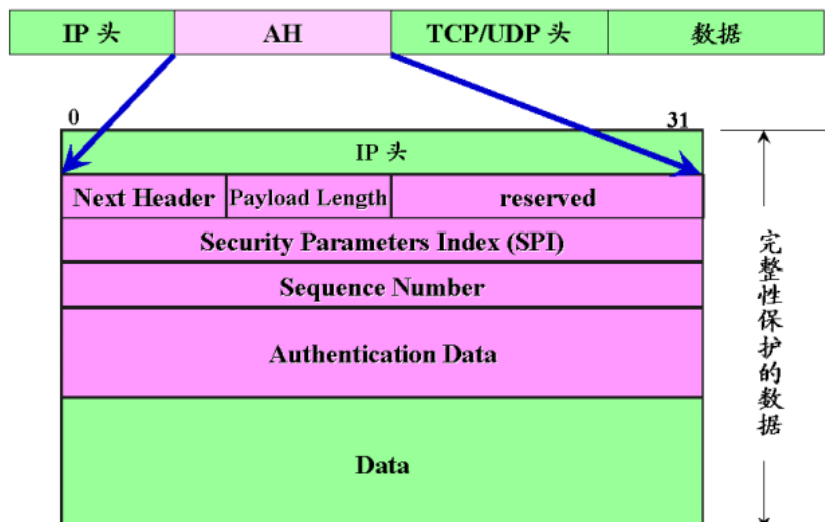 IP 头 AH TCP/UDP 头 数据
0 31
IP 头
Next Header Payload Length reserved
Security Parameters Index (SPI)
Sequence Number
Authentication Data
Data
完整性保护的数据